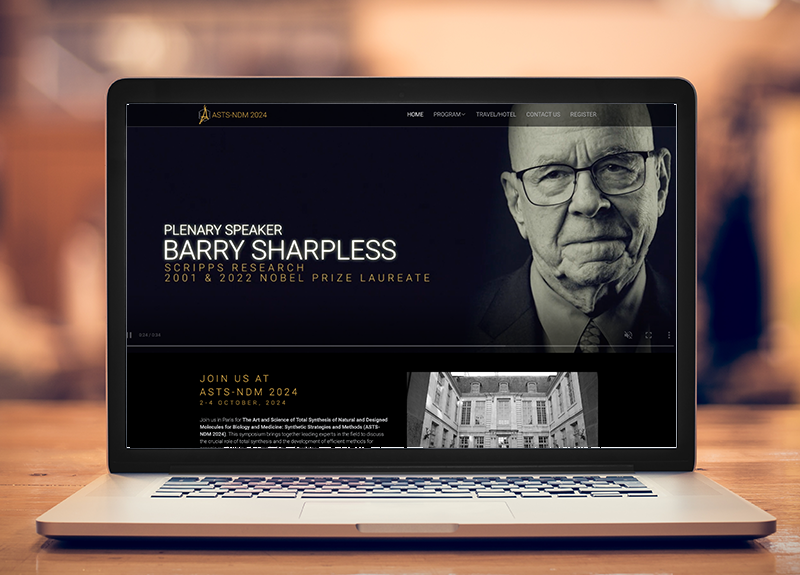 ASTS-NDM 2024
HOME PROGRAM TRAVEL/HOTEL CONTACT US REGISTER
PLENARY SPEAKER
BARRY SHARPLESS
SCRIPPS RESEARCH
2001 & 2022 NOBEL PRIZE LAUREATE
JOIN US AT
ASTS-NDM 2024
2-4 OCTOBER, 2024
Join us in Paris for The Art and Science of Total Synthesis of Natural and Designed
Molecules for Biology and Medicine: Synthetic Strategies and Methods (ASTS-
NDM 2024). This symposium brings together leading experts in the field to discuss
the crucial role of total synthesis and the development of efficient methods for